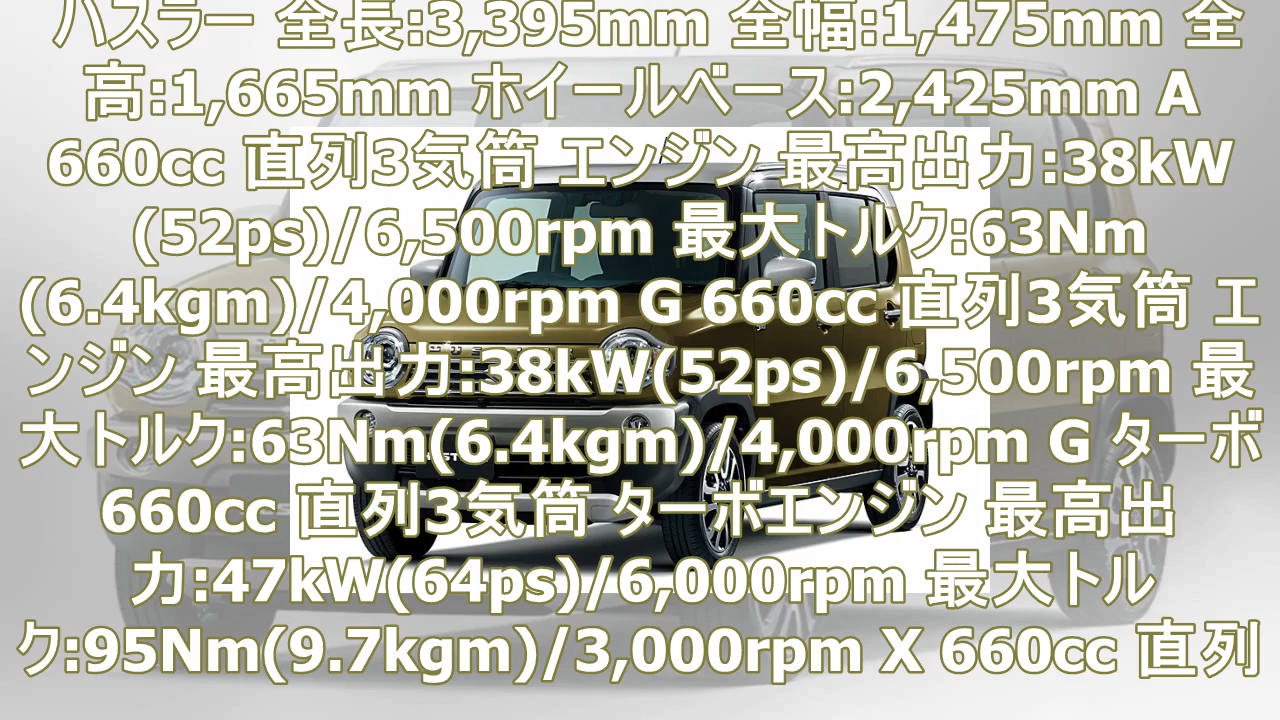 ハスラー 全長:3,395mm 全幅:1,475mm 全
高:1,665mm ホイールベース:2,425mm A
660cc 直列3気筒 エンジン 最高出力:38kW
(52ps)/6,500rpm 最大トルク:63Nm
(6.4kgm)/4,000rpm G 660cc 直列3気筒 エ
ンジン 最高出力:38kW(52ps)/6,500rpm 最
大トルク:63Nm(6.4kgm)/4,000rpm G ターボ
660cc 直列3気筒 ターボエンジン 最高出
力:47kW(64ps)/6,000rpm 最大トル
ク:95Nm(9.7kgm)/3,000rpm X 660cc 直列